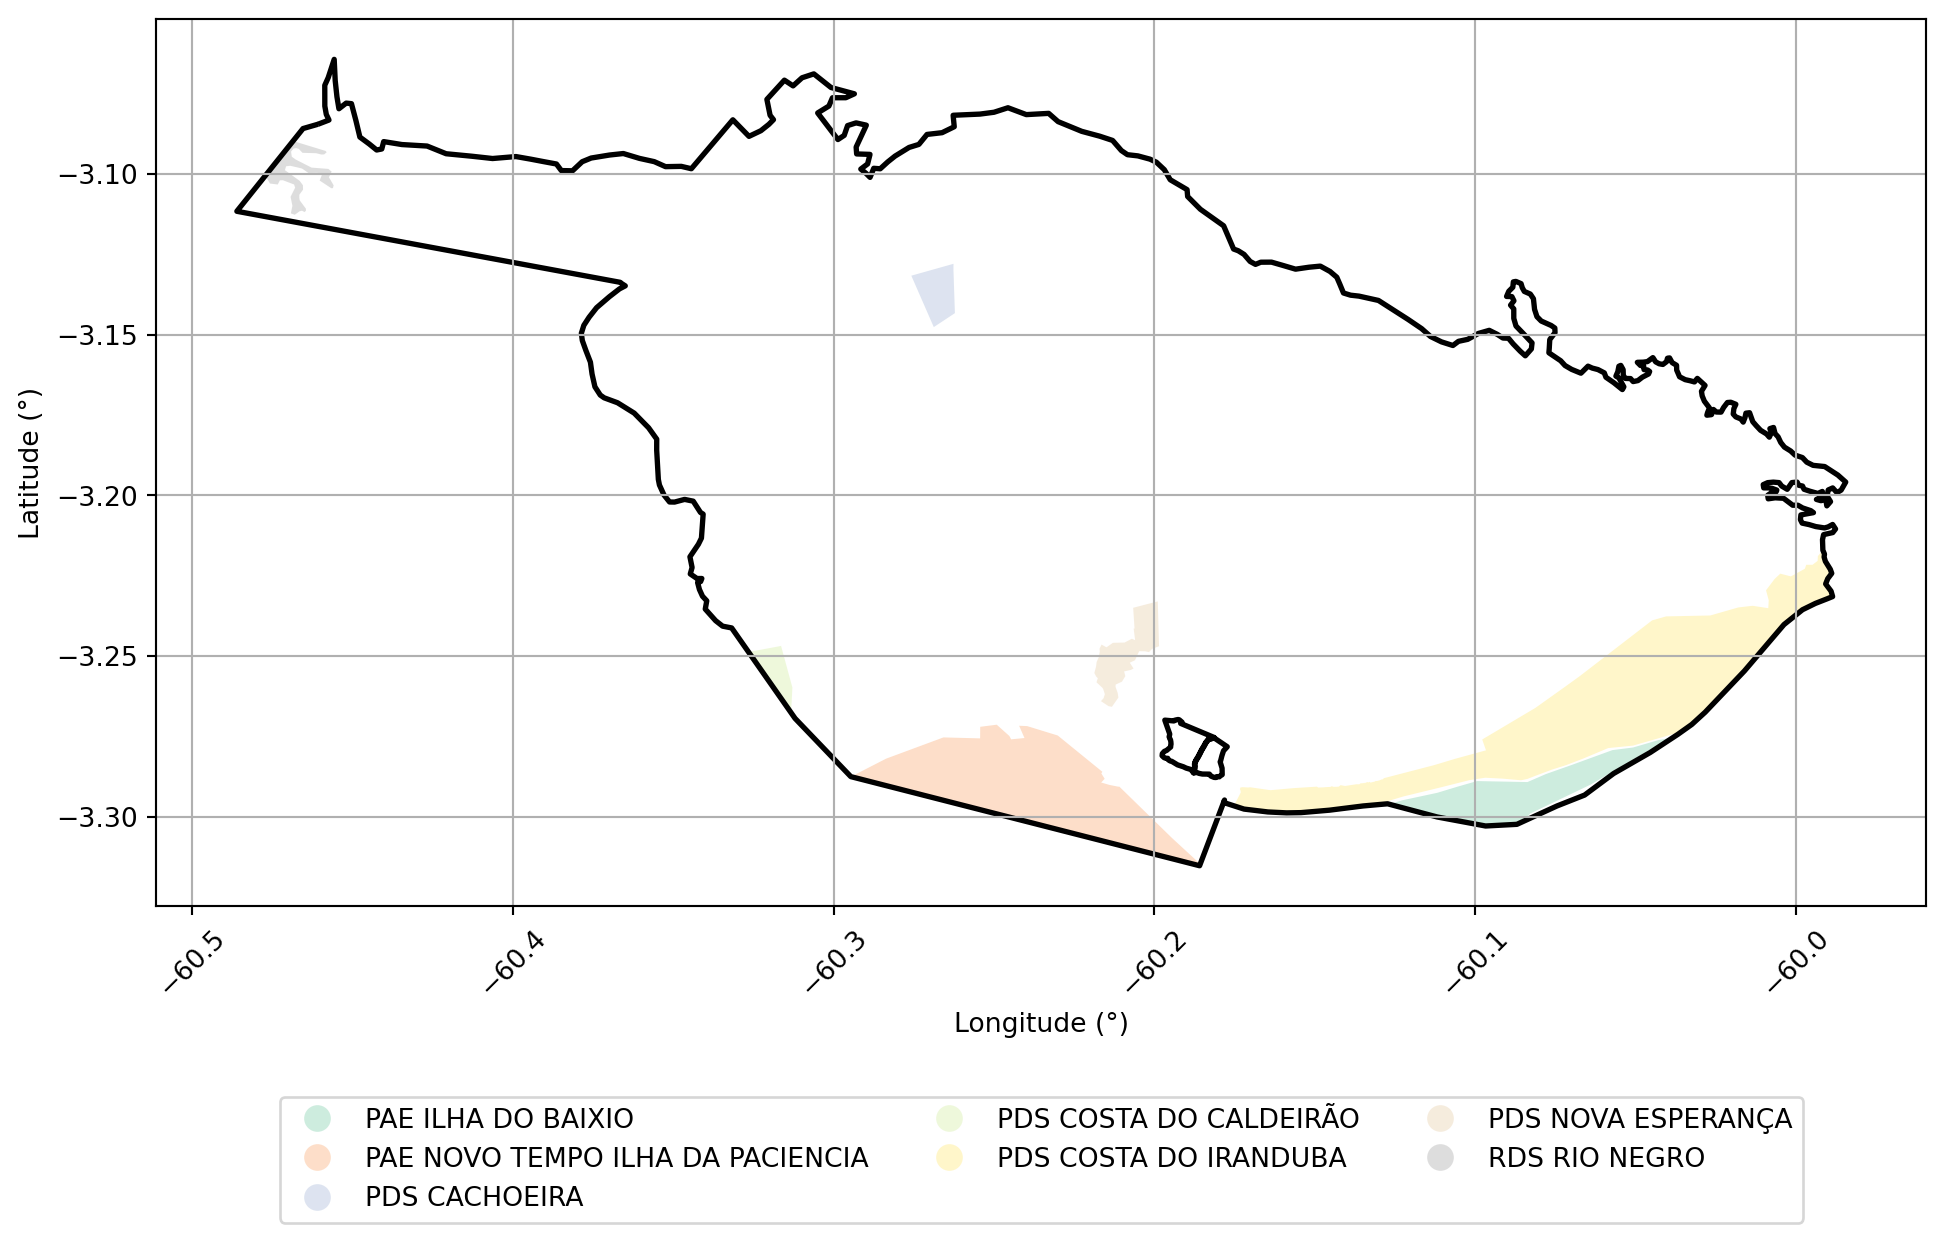 Latitude (°)
−3.10
−3.15
−3.20
−3.25
−3.30
−60.5
−60.4
−60.3
−60.2
−60.1
−60.0
Longitude (°)
PAE ILHA DO BAIXIO
PAE NOVO TEMPO ILHA DA PACIENCIA
PDS CACHOEIRA
PDS COSTA DO CALDEIRÃO
PDS COSTA DO IRANDUBA
PDS NOVA ESPERANÇA
RDS RIO NEGRO